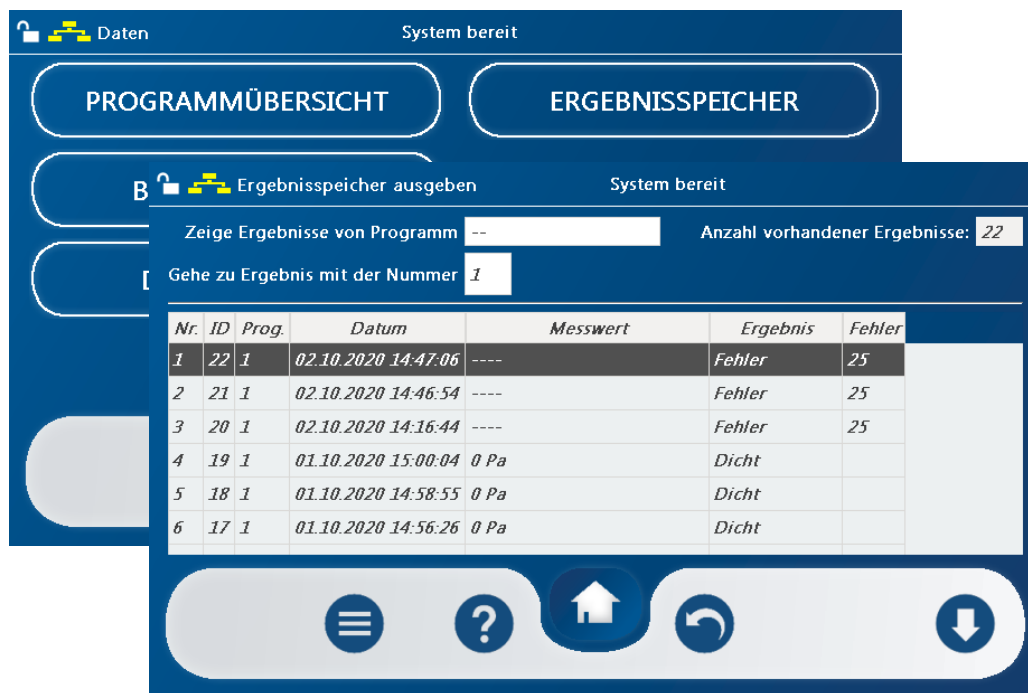 Daten System bereit
PROGRAMMÜBERSICHT ERGEBNISSPEICHER
Ergebnisspeicher ausgeben System bereit
Zeige Ergebnisse von Programm -- Anzahl vorhandener Ergebnisse: 22
Gehe zu Ergebnis mit der Nummer 1
Nr. ID Prog. Datum Messwert Ergebnis Fehler
1 22 1 02.10.2020 14:47:06 ---- Fehler 25
2 21 1 02.10.2020 14:46:54 ---- Fehler 25
3 20 1 02.10.2020 14:16:44 ---- Fehler 25
4 19 1 01.10.2020 15:00:04 0 Pa Dicht
5 18 1 01.10.2020 14:58:55 0 Pa Dicht
6 17 1 01.10.2020 14:56:26 0 Pa Dicht
?